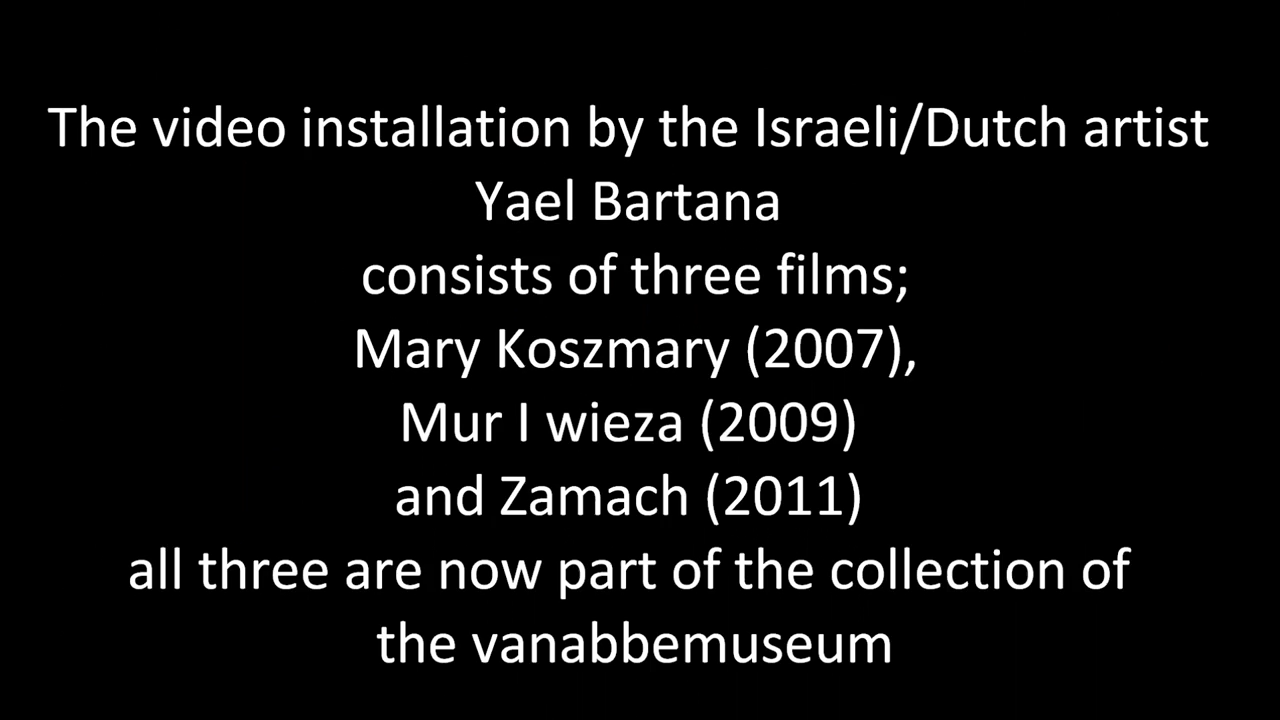 The video installation by the Israeli/Dutch artist
Yael Bartana
consists of three films;
Mary Koszmary (2007),
Mur I wieza (2009)
and Zamach (2011)
all three are now part of the collection of
the vanabbemuseum